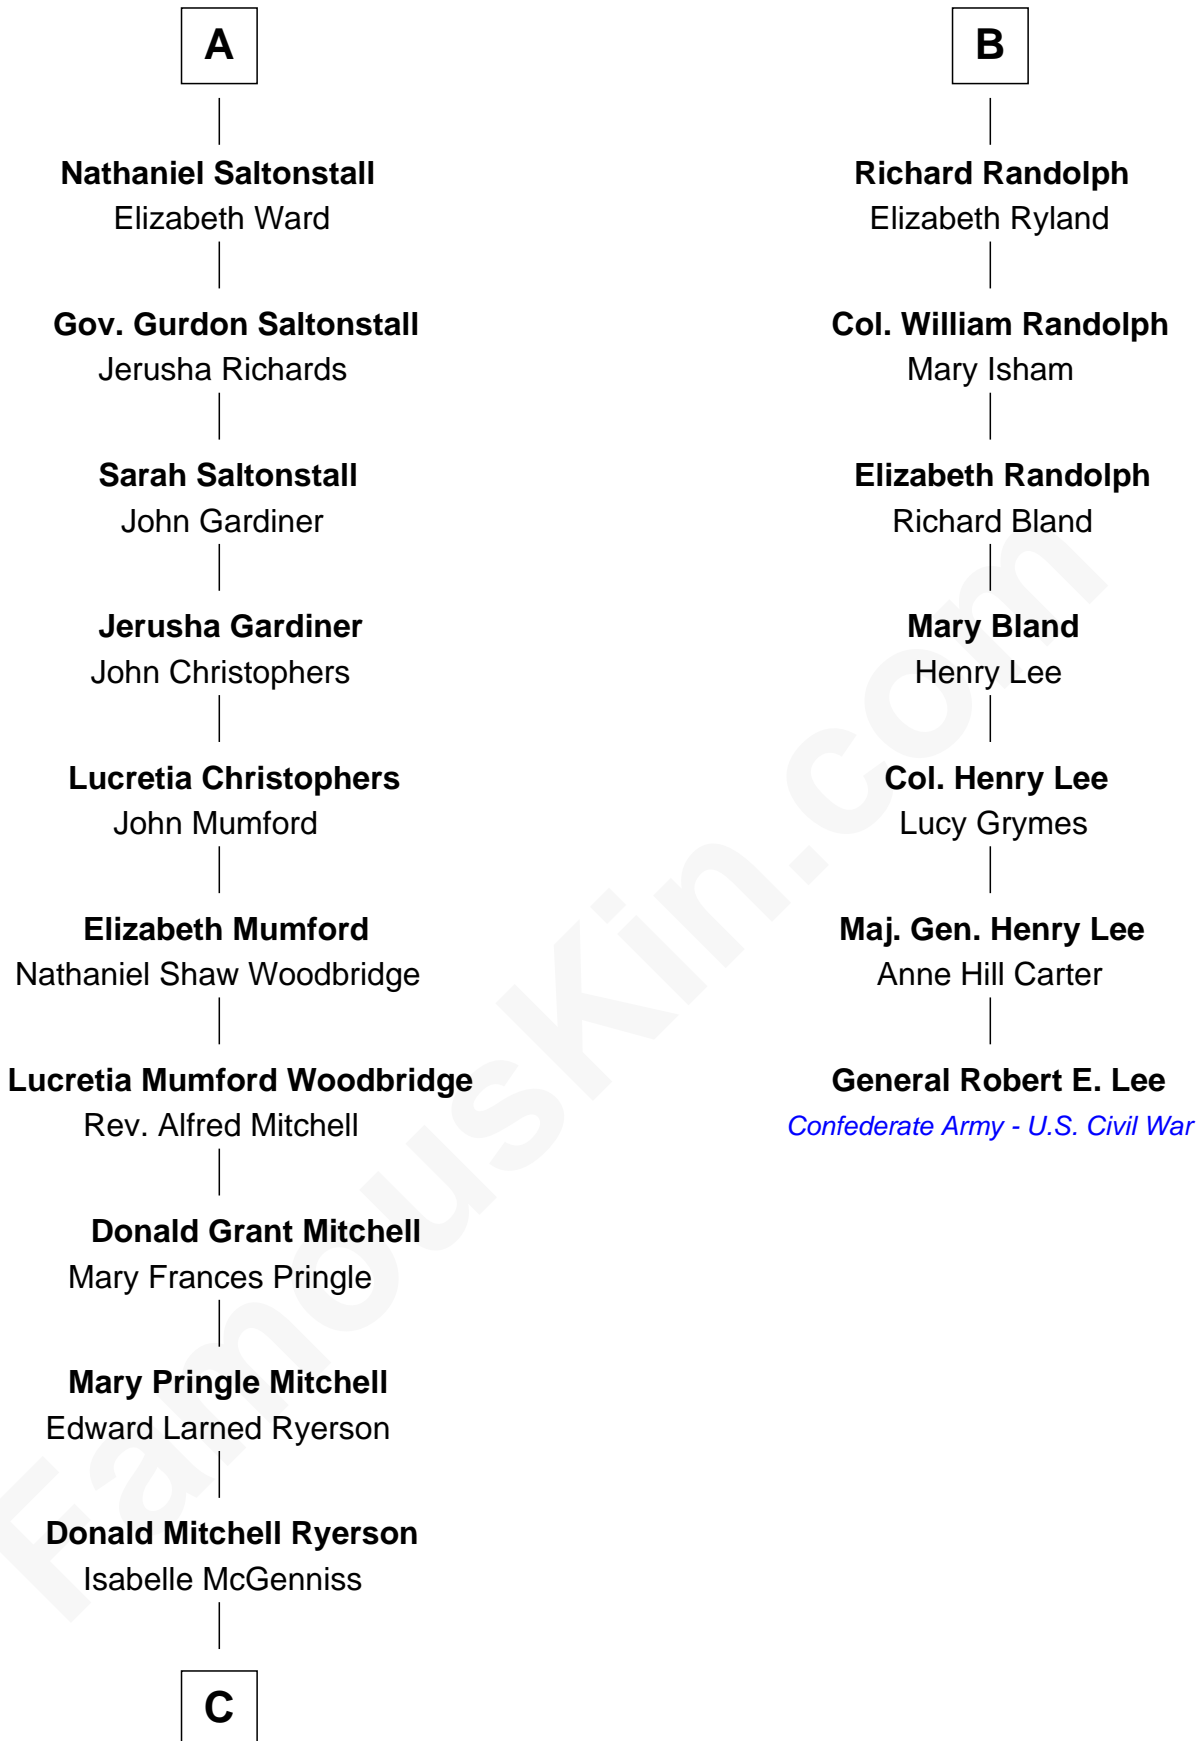 A
Nathaniel Saltonstall
Elizabeth Ward
Gov. Gurdon Saltonstall
Jerusha Richards
Sarah Saltonstall
John Gardiner
Jerusha Gardiner
John Christophers
Lucretia Christophers
John Mumford
Elizabeth Mumford
Nathaniel Shaw Woodbridge
Lucretia Mumford Woodbridge
Rev. Alfred Mitchell
Donald Grant Mitchell
Mary Frances Pringle
Mary Pringle Mitchell
Edward Larned Ryerson
Donald Mitchell Ryerson
Isabelle McGenniss
C
B
Richard Randolph
Elizabeth Ryland
Col. William Randolph
Mary Isham
Elizabeth Randolph
Richard Bland
Mary Bland
Henry Lee
Col. Henry Lee
Lucy Grymes
Maj. Gen. Henry Lee
Anne Hill Carter
General Robert E. Lee
Confederate Army - U.S. Civil War
FamousKin.com